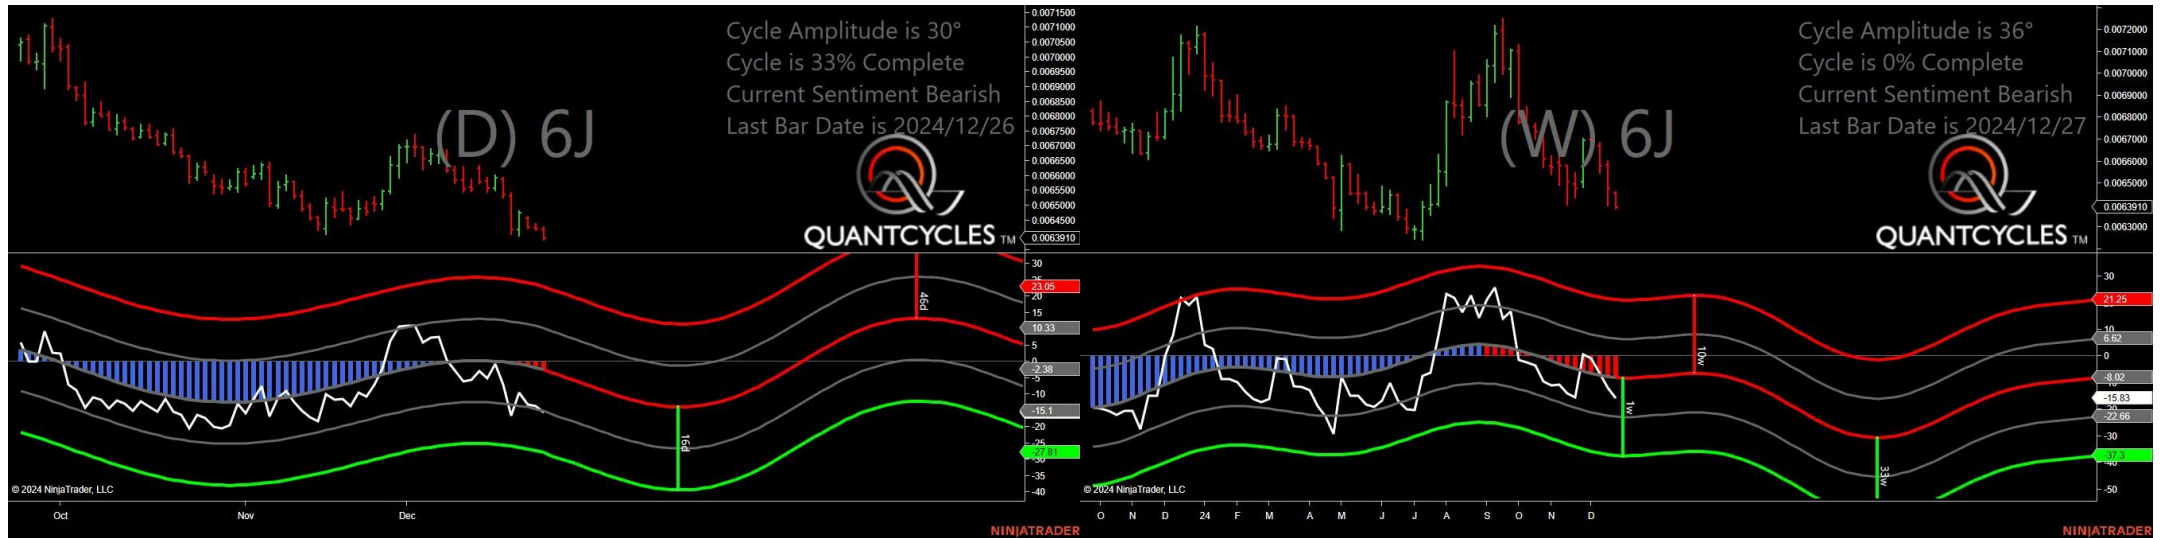 Cycle Amplitude is 30°
Cycle is 33% Complete
Current Sentiment Bearish
Last Bar Date is 2024/12/26
(D) 6J
QUANTCYCLES TM
0.0071500
0.0071000
0.0070500
0.0070000
0.0069500
0.0069000
0.0068500
0.0068000
0.0067500
0.0067000
0.0066500
0.0066000
0.0065500
0.0065000
0.0064500
0.0063910
30
23.05
20
15
10.33
5
0
-2.38
-5
-10
-15.1
-20
-25
-27.81
-35
-40
46d
16d
© 2024 NinjaTrader, LLC
Oct Nov Dec
NINJATRADER
Cycle Amplitude is 36°
Cycle is 0% Complete
Current Sentiment Bearish
Last Bar Date is 2024/12/27
(W) 6J
QUANTCYCLES TM
0.0072000
0.0071000
0.0070000
0.0069000
0.0068000
0.0067000
0.0066000
0.0065000
0.0063910
0.0063000
30
21.25
10
6.62
0
-8.02
-15.83
-22.66
-30
-37.3
-40
-50
10w
1w
33w
© 2024 NinjaTrader, LLC
O N D 24 F M A M J J A S O N D
NINJATRADER